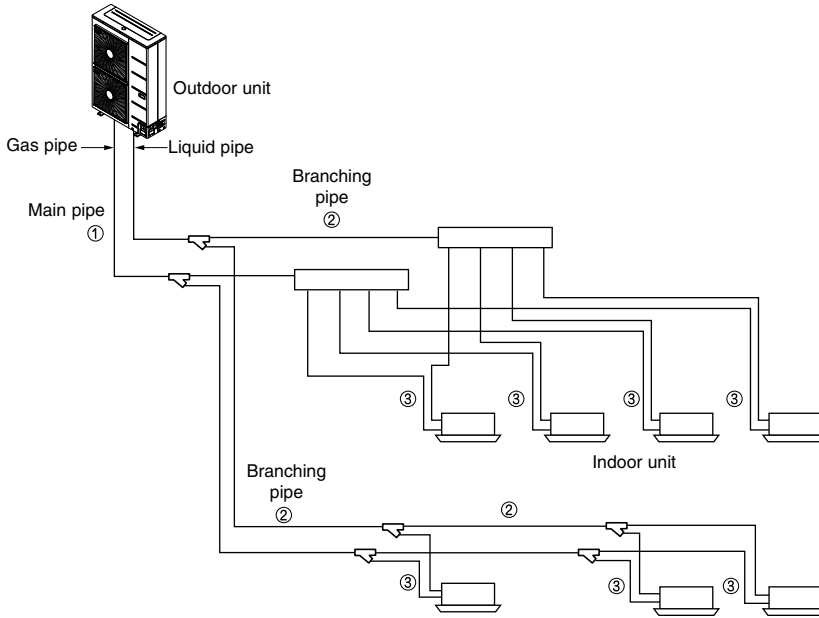 Outdoor unit
Gas pipe
Liquid pipe
Branching
pipe
②
Main pipe
①
③
③
③
③
Indoor unit
Branching
pipe
②
②
③
③
③